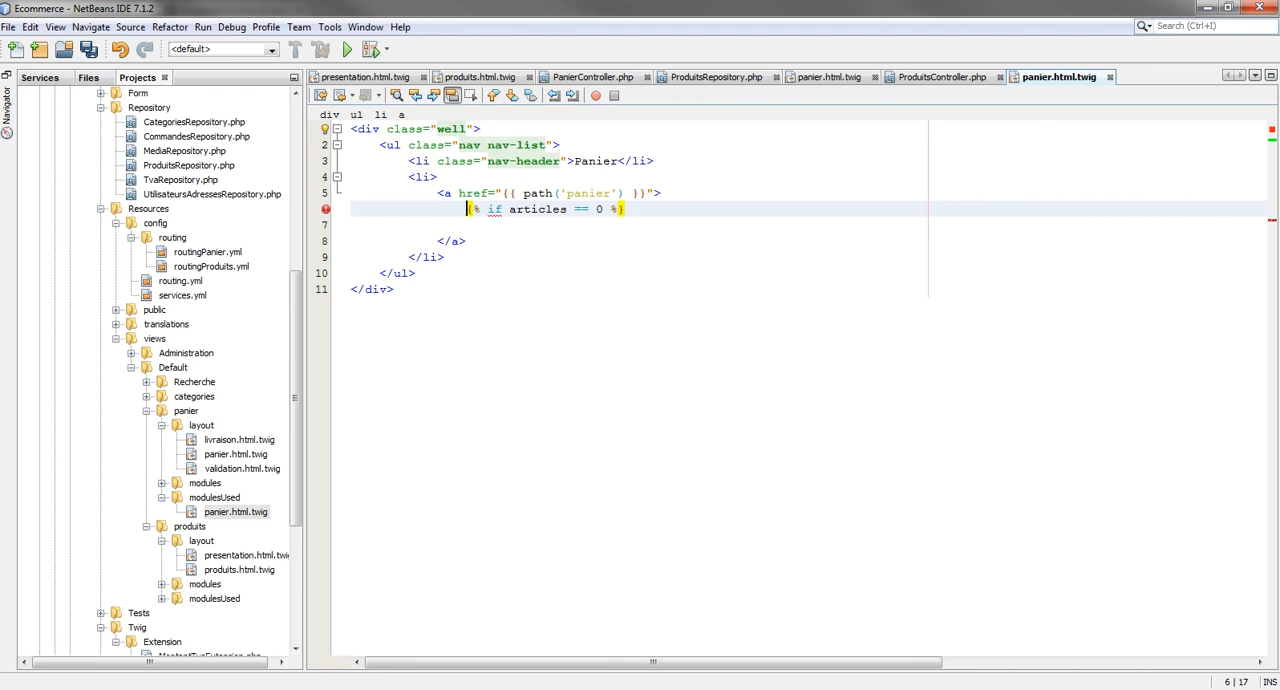 Ecommerce - NetBeans IDE 7.1.2
File Edit View Navigate Source Refactor Run Debug Profile Team Tools Window Help
Search (Ctrl+I)
<default>
Services Files Projects
presentation.html.twig produits.html.twig PanierController.php ProduitsRepository.php panier.html.twig ProduitsController.php panier.html.twig
Navigator
Form
Repository
CategoriesRepository.php
CommandesRepository.php
MediaRepository.php
ProduitsRepository.php
TvaRepository.php
UtilisateursAdressesRepository.php
Resources
config
routing
routingPanier.yml
routingProduits.yml
routing.yml
services.yml
public
translations
views
Administration
Default
Recherche
categories
panier
layout
livraison.html.twig
panier.html.twig
validation.html.twig
modules
modulesUsed
panier.html.twig
produits
layout
presentation.html.twig
produits.html.twig
modules
modulesUsed
Tests
Twig
Extension
div ul li a
1 <div class="well">
2 <ul class="nav nav-list">
3 <li class="nav-header">Panier</li>
4 <li>
5 <a href="{{ path('panier') }}">
{% if articles == 0 %}
7
8 </a>
9 </li>
10 </ul>
11 </div>
6 | 17 INS